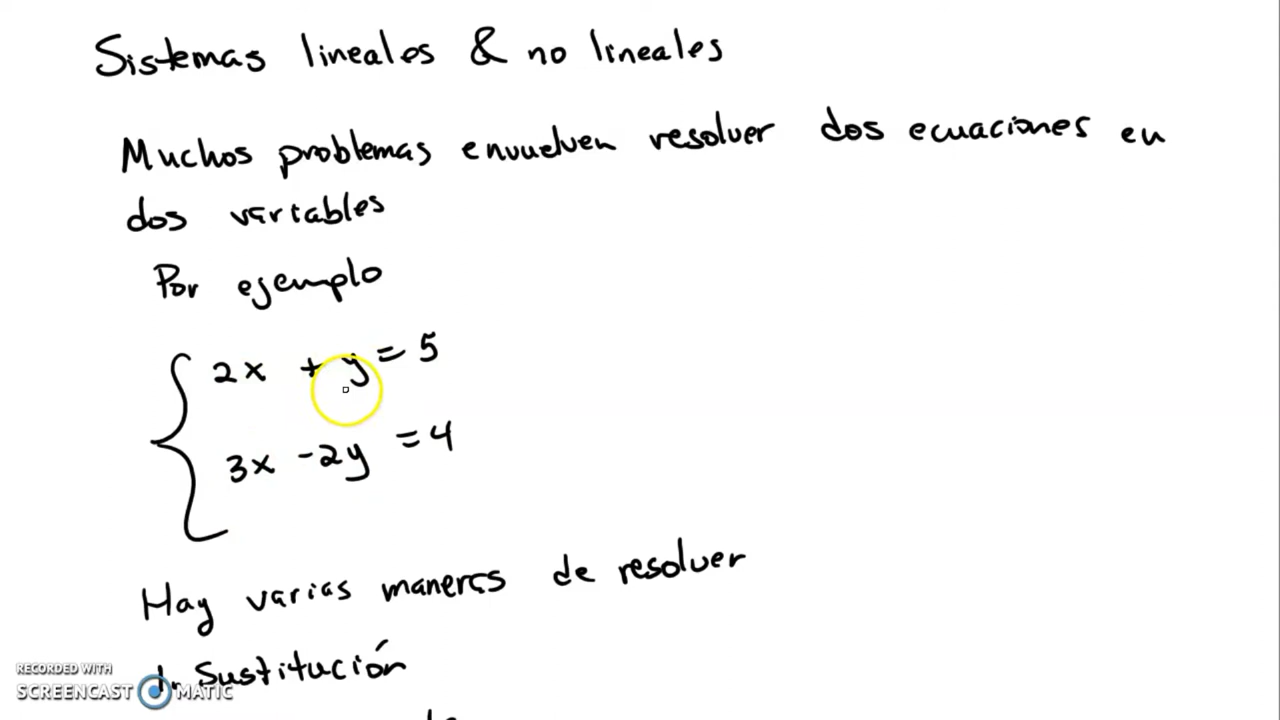 Sistemas lineales & no lineales
Muchos problemas envuelven resolver dos ecuaciones en
dos variables
Por ejemplo
2x + y = 5
3x - 2y = 4
Hay varias maneras de resolver
1. Sustitución
RECORDED WITH
SCREENCAST MATIC